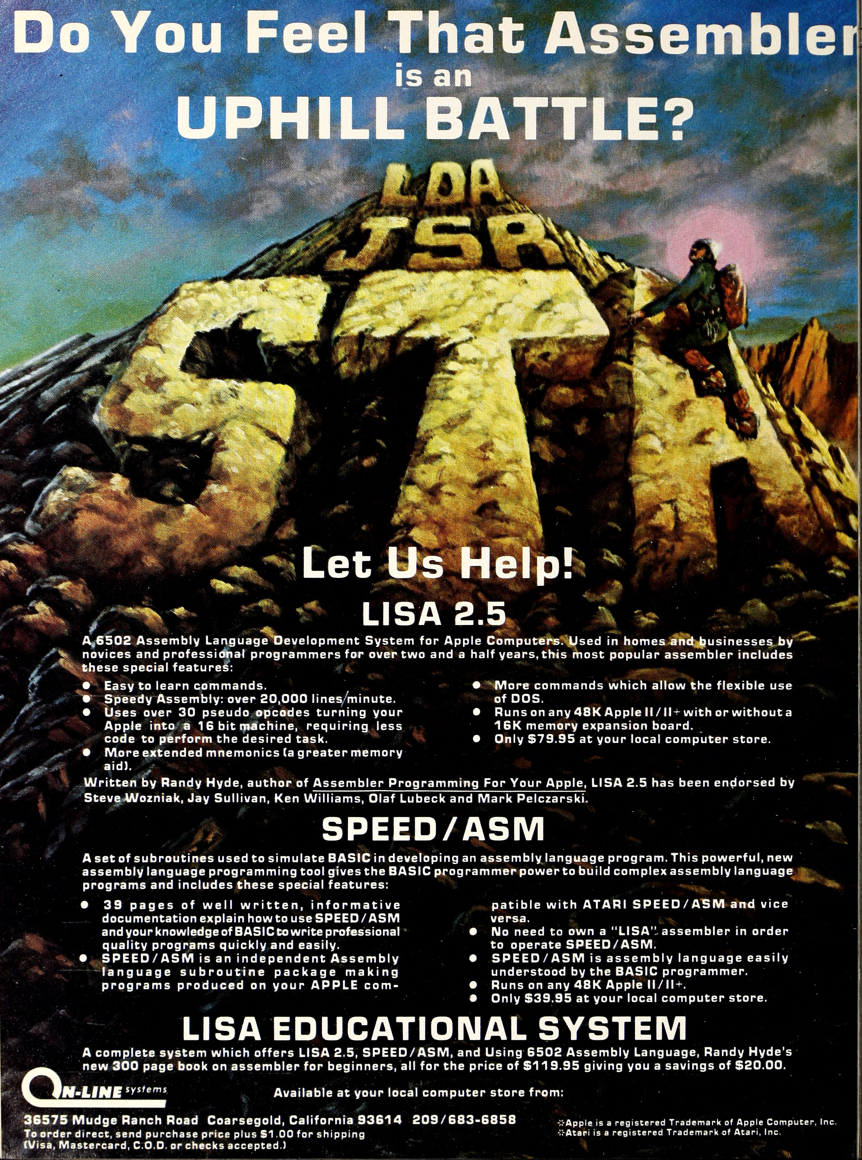 Do You Feel That Assembler
is an
UPHILL BATTLE?
LDA
JSR
STA
Let Us Help!
LISA 2.5
A 6502 Assembly Language Development System for Apple Computers. Used in homes and businesses by
novices and professional programmers for over two and a half years, this most popular assembler includes
these special features:
● Easy to learn commands.
● Speedy Assembly: over 20,000 lines/minute.
● Uses over 30 pseudo opcodes turning your
Apple into a 16 bit machine, requiring less
code to perform the desired task.
● More extended mnemonics (a greater memory
aid).
● More commands which allow the flexible use
of DOS.
● Runs on any 48K Apple II/II+ with or without a
16K memory expansion board.
● Only $79.95 at your local computer store.
Written by Randy Hyde, author of Assembler Programming For Your Apple, LISA 2.5 has been endorsed by
Steve Wozniak, Jay Sullivan, Ken Williams, Olaf Lubeck and Mark Pelczarski.
SPEED/ASM
A set of subroutines used to simulate BASIC in developing an assembly language program. This powerful, new
assembly language programming tool gives the BASIC programmer power to build complex assembly language
programs and includes these special features:
● 39 pages of well written, informative
documentation explain how to use SPEED/ASM
and your knowledge of BASIC to write professional
quality programs quickly and easily.
● SPEED/ASM is an independent Assembly
language subroutine package making
programs produced on your APPLE com-
patible with ATARI SPEED/ASM and vice
versa.
● No need to own a "LISA" assembler in order
to operate SPEED/ASM.
● SPEED/ASM is assembly language easily
understood by the BASIC programmer.
● Runs on any 48K Apple II/II+.
● Only $39.95 at your local computer store.
LISA EDUCATIONAL SYSTEM
A complete system which offers LISA 2.5, SPEED/ASM, and Using 6502 Assembly Language, Randy Hyde's
new 300 page book on assembler for beginners, all for the price of $119.95 giving you a savings of $20.00.
ON-LINE systems
Available at your local computer store from:
36575 Mudge Ranch Road Coarsegold, California 93614 209/683-6858
To order direct, send purchase price plus $1.00 for shipping
(Visa, Mastercard, C.O.D. or checks accepted.)
※Apple is a registered Trademark of Apple Computer, Inc.
※Atari is a registered Trademark of Atari, Inc.